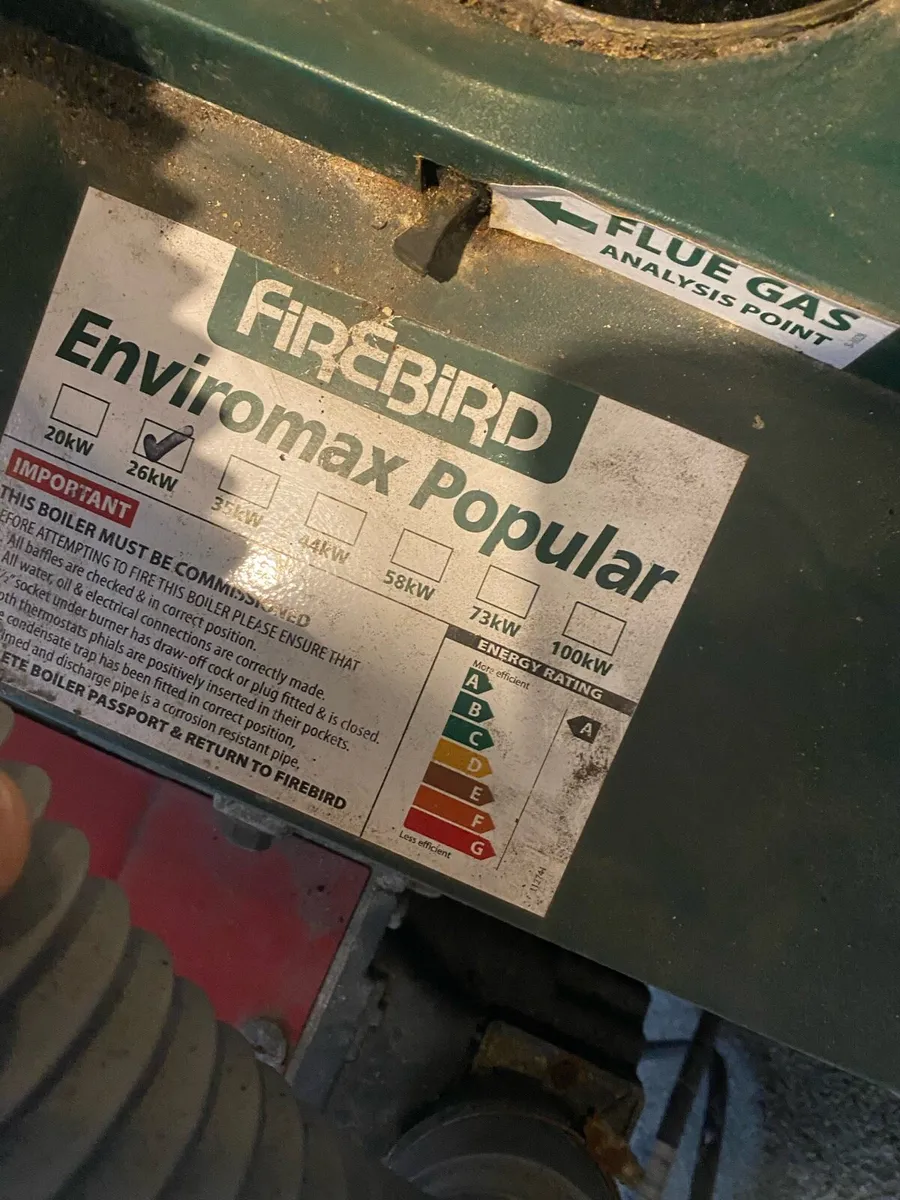 FLUE GAS
ANALYSIS POINT
FIREBIRD
Enviromax Popular
20kW 26kW 35kW 44kW 58kW 73kW 100kW
IMPORTANT
THIS BOILER MUST BE COMMISSIONED
EFORE ATTEMPTING TO FIRE THIS BOILER PLEASE ENSURE THAT
All baffles are checked & in correct position.
All water, oil & electrical connections are correctly made.
½" socket under burner has draw-off cock or plug fitted & is closed.
oth thermostats phials are positively inserted in their pockets.
condensate trap has been fitted in correct position,
med and discharge pipe is a corrosion resistant pipe.
ETE BOILER PASSPORT & RETURN TO FIREBIRD
ENERGY RATING
More efficient
A
B
C
D
E
F
G
Less efficient
A